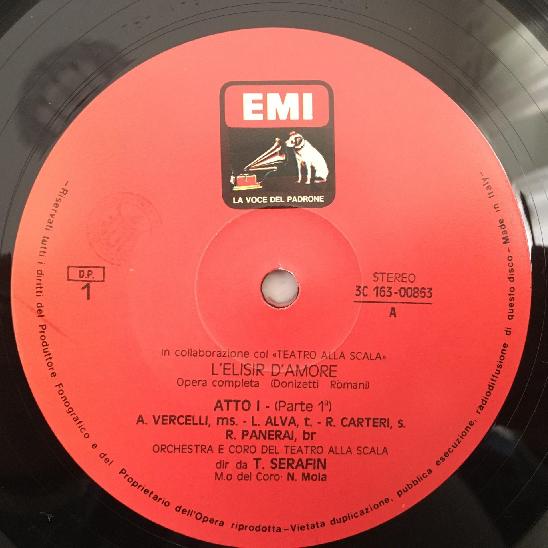 EMI
LA VOCE DEL PADRONE
D.P.
1
STEREO
3C 163-00863
A
In collaborazione col «TEATRO ALLA SCALA»
L'ELISIR D'AMORE
Opera completa (Donizetti Romani)
ATTO I - (Parte 1ª)
A. VERCELLI, ms. - L. ALVA, t. - R. CARTERI, s.
R. PANERAI, br
ORCHESTRA E CORO DEL TEATRO ALLA SCALA
dir da T. SERAFIN
M.o del Coro: N. Mola
-Riservati tutti i diritti del Produttore Fonografico e del Proprietario dell'Opera riprodotta-Vietata duplicazione, pubblica esecuzione, radiodiffusione di questo disco-Made in Italy-